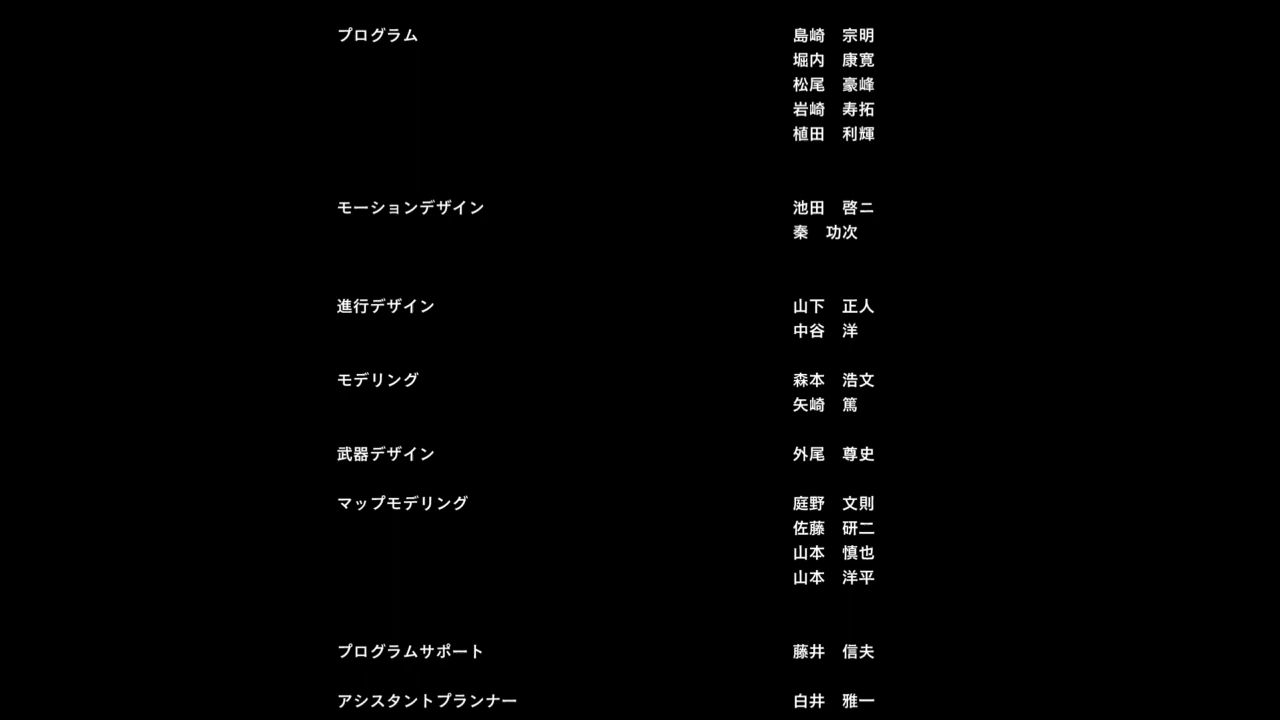 プログラム　島崎　宗明
堀内　康寛
松尾　豪峰
岩崎　寿拓
植田　利輝
モーションデザイン　池田　啓ニ
秦　功次
進行デザイン　山下　正人
中谷　洋
モデリング　森本　浩文
矢崎　篤
武器デザイン　外尾　尊史
マップモデリング　庭野　文則
佐藤　研二
山本　慎也
山本　洋平
プログラムサポート　藤井　信夫
アシスタントプランナー　白井　雅一